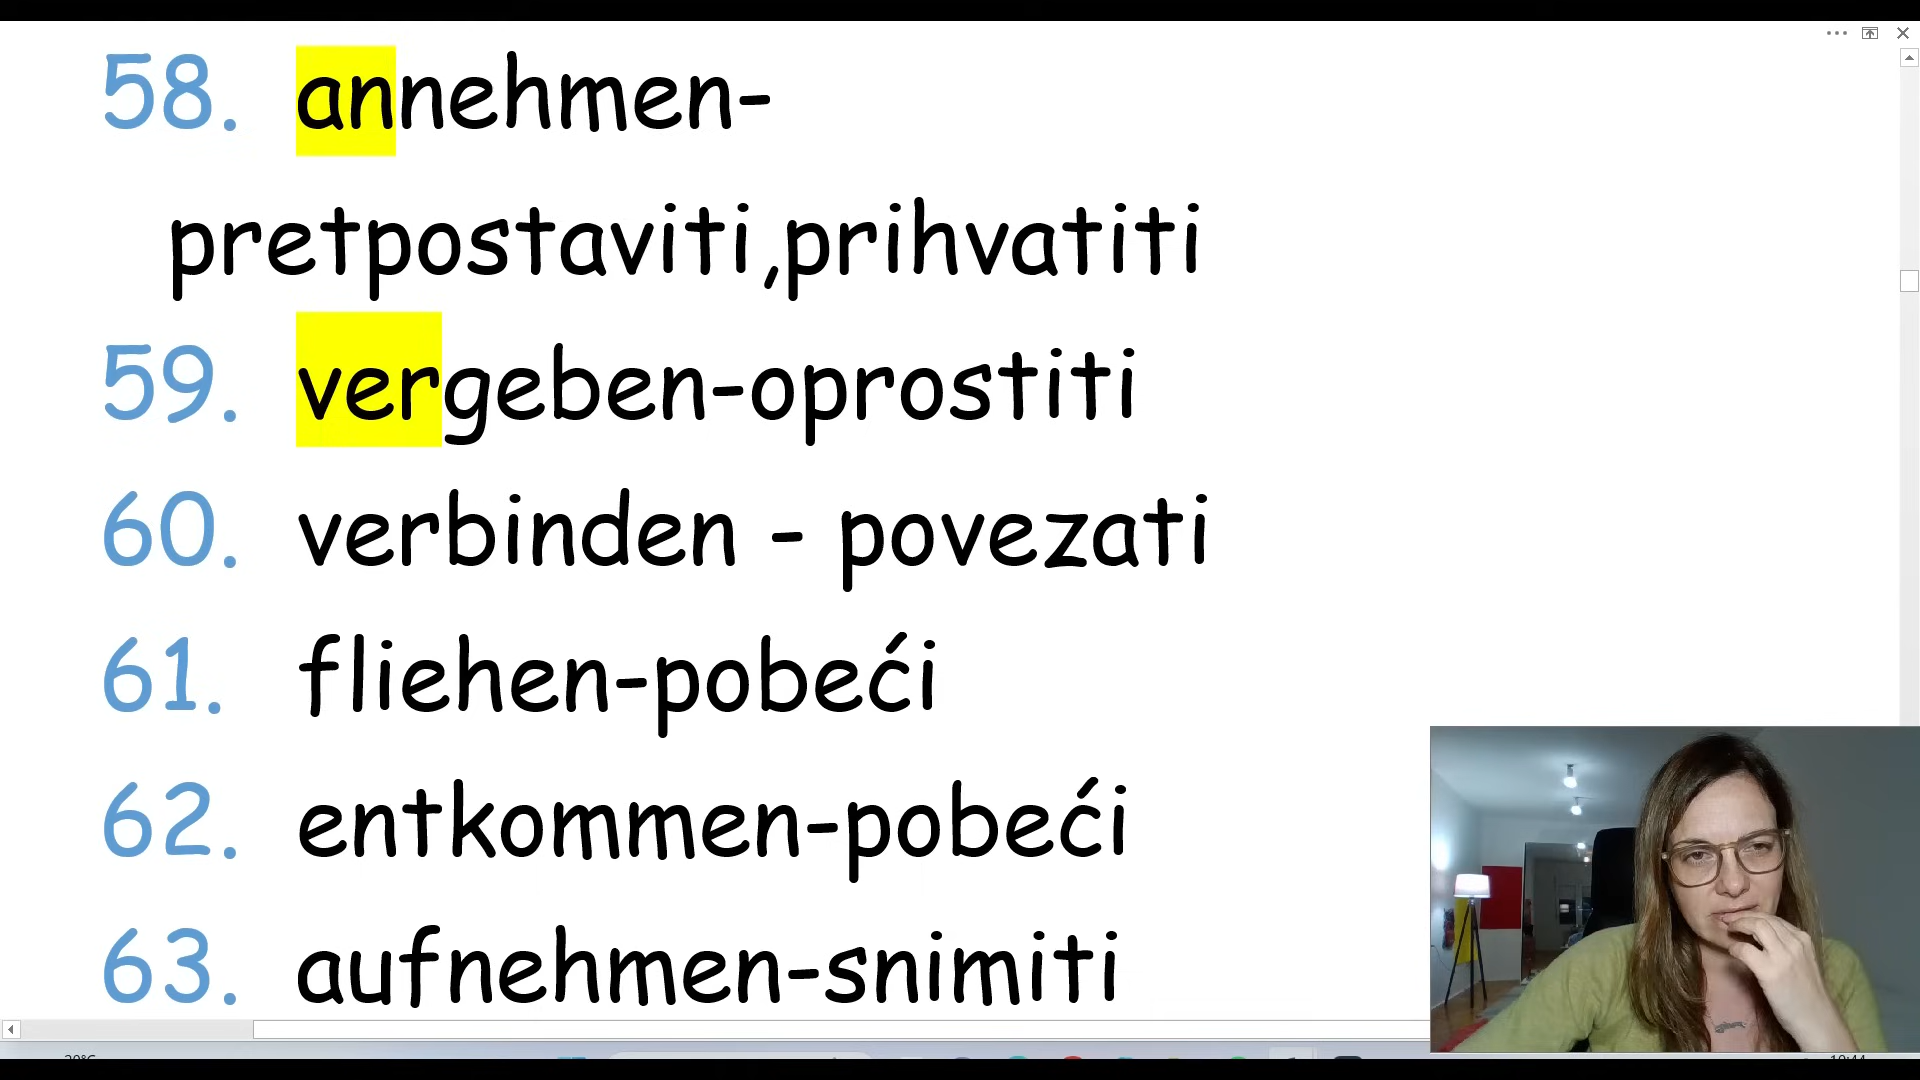 58. annehmen-
pretpostaviti,prihvatiti
59. vergeben-oprostiti
60. verbinden - povezati
61. fliehen-pobeći
62. entkommen-pobeći
63. aufnehmen-snimiti